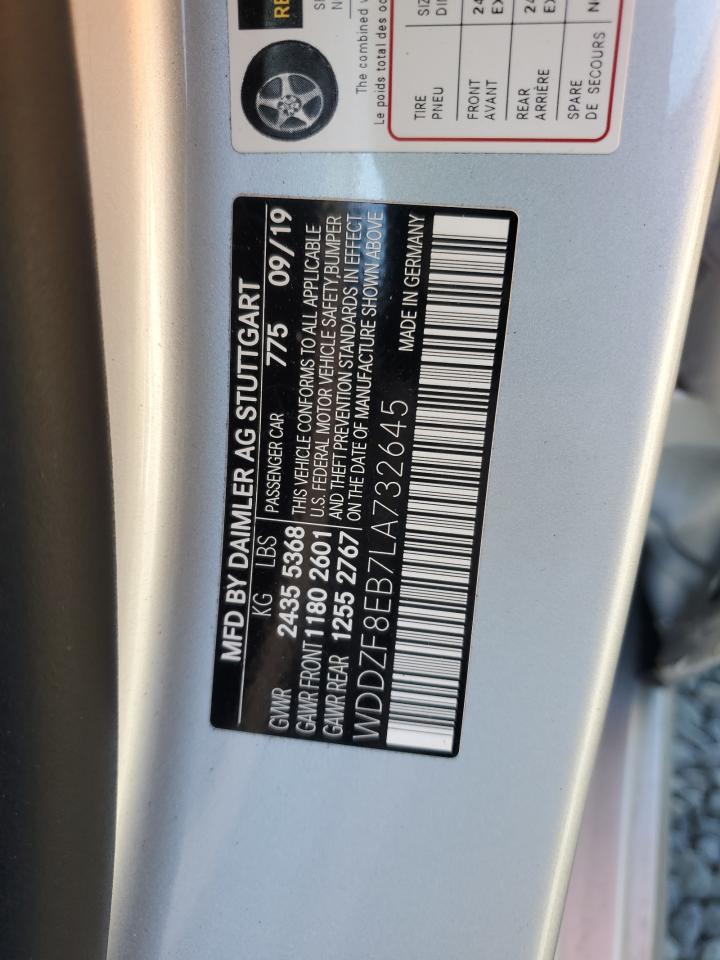 MFD BY DAIMLER AG STUTTGART
KG LBS PASSENGER CAR 775 09/19
GVWR 2435 5368 THIS VEHICLE CONFORMS TO ALL APPLICABLE
GAWR FRONT 1180 2601 U.S. FEDERAL MOTOR VEHICLE SAFETY,BUMPER
GAWR REAR 1255 2767 AND THEFT PREVENTION STANDARDS IN EFFECT
ON THE DATE OF MANUFACTURE SHOWN ABOVE
WDDZF8EB7LA732645 MADE IN GERMANY
The combined
Le poids total des
TIRE
PNEU
FRONT 24
AVANT
REAR 24
ARRIÈRE
SPARE
DE SECOURS